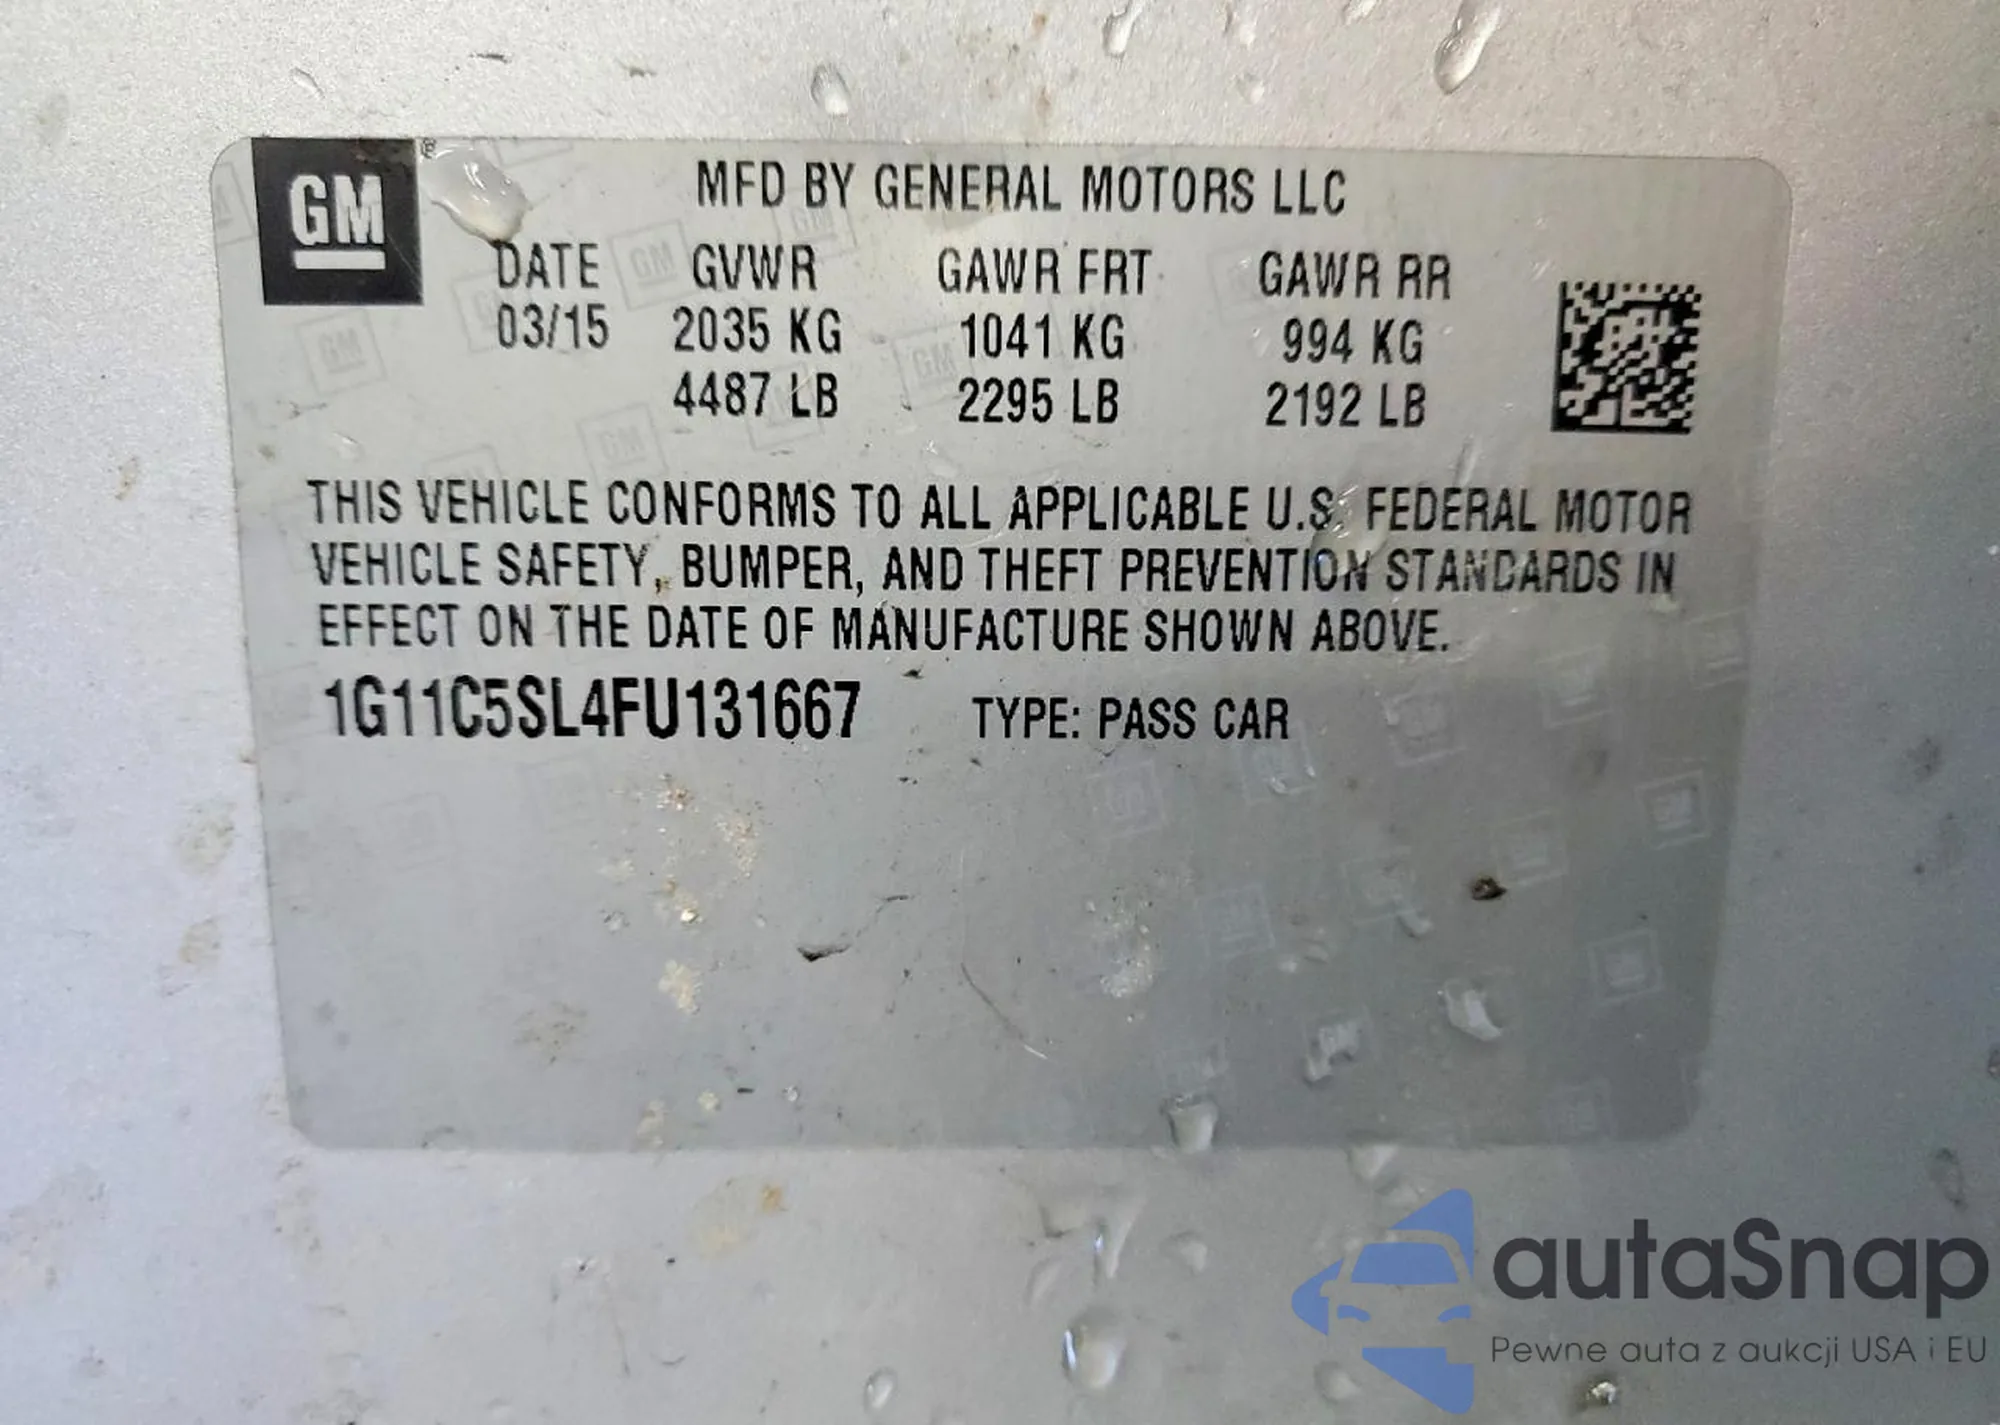 GM ®
MFD BY GENERAL MOTORS LLC
DATE GVWR GAWR FRT GAWR RR
03/15 2035 KG 1041 KG 994 KG
4487 LB 2295 LB 2192 LB
THIS VEHICLE CONFORMS TO ALL APPLICABLE U.S. FEDERAL MOTOR
VEHICLE SAFETY, BUMPER, AND THEFT PREVENTION STANDARDS IN
EFFECT ON THE DATE OF MANUFACTURE SHOWN ABOVE.
1G11C5SL4FU131667 TYPE: PASS CAR
autaSnap
Pewne auta z aukcji USA i EU